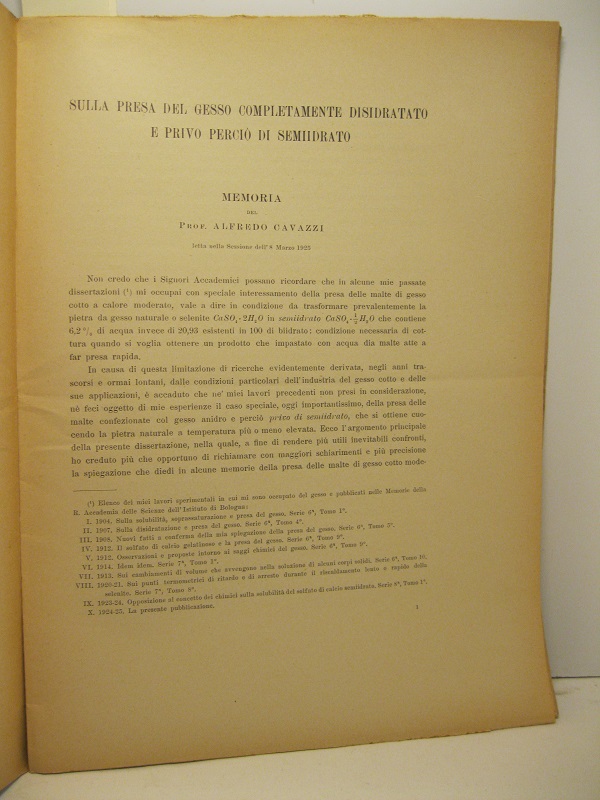 SULLA PRESA DEL GESSO COMPLETAMENTE DISIDRATATO
E PRIVO PERCIÒ DI SEMIIDRATO
MEMORIA
DEL
PROF. ALFREDO CAVAZZI
letta nella Sessione dell'8 Marzo 1925
Non credo che i Signori Accademici possano ricordare che in alcune mie passate
dissertazioni (¹) mi occupai con speciale interessamento della presa delle malte di gesso
cotto a calore moderato, vale a dire in condizione da trasformare prevalentemente la
pietra da gesso naturale o selenite CaSO₄·2H₂O in semiidrato CaSO₄·½H₂O che contiene
6,2 % di acqua invece di 20,93 esistenti in 100 di biidrato: condizione necessaria di cot-
tura quando si voglia ottenere un prodotto che impastato con acqua dia malte atte a
far presa rapida.
In causa di questa limitazione di ricerche evidentemente derivata, negli anni tra-
scorsi e ormai lontani, dalle condizioni particolari dell'industria del gesso cotto e delle
sue applicazioni, è accaduto che ne' miei lavori precedenti non presi in considerazione,
nè feci oggetto di mie esperienze il caso speciale, oggi importantissimo, della presa delle
malte confezionate col gesso anidro e perciò privo di semiidrato, che si ottiene cuo-
cendo la pietra naturale a temperatura più o meno elevata. Ecco l'argomento principale
della presente dissertazione, nella quale, a fine di rendere più utili inevitabili confronti,
ho creduto più che opportuno di richiamare con maggiori schiarimenti e più precisione
la spiegazione che diedi in alcune memorie della presa delle malte di gesso cotto mode-
(¹) Elenco dei miei lavori sperimentali in cui mi sono occupato del gesso e pubblicati nelle Memorie della
R. Accademia delle Scienze dell'Istituto di Bologna:
I. 1904. Sulla solubilità, soprassaturazione e presa del gesso. Serie 6ª, Tomo 1º.
II. 1907. Sulla disidratazione e presa del gesso. Serie 6ª, Tomo 4º.
III. 1908. Nuovi fatti a conferma della mia spiegazione della presa del gesso. Serie 6ª, Tomo 5º.
IV. 1912. Il solfato di calcio gelatinoso e la presa del gesso. Serie 6ª, Tomo 9º.
V. 1912. Osservazioni e proposte intorno ai saggi chimici del gesso. Serie 6ª, Tomo 9º.
VI. 1914. Idem idem. Serie 7ª, Tomo 1º.
VII. 1913. Sui cambiamenti di volume che avvengono nella soluzione di alcuni corpi solidi. Serie 6ª, Tomo 10.
VIII. 1920-21. Sui punti termometrici di ritardo e di arresto durante il riscaldamento lento e rapido della
selenite. Serie 7ª, Tomo 8º.
IX. 1923-24. Opposizione al concetto dei chimici sulla solubilità del solfato di calcio semiidrato. Serie 8ª, Tomo 1º.
X. 1924-25. La presente pubblicazione.
1